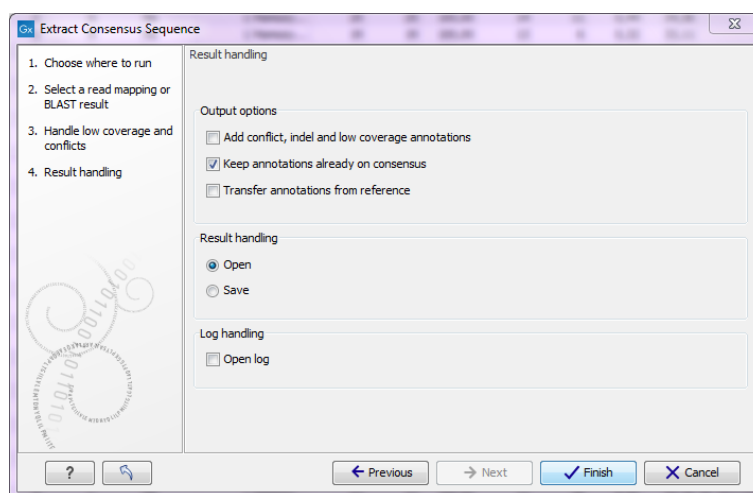 Gx Extract Consensus Sequence
1. Choose where to run
2. Select a read mapping or
BLAST result
3. Handle low coverage and
conflicts
4. Result handling
Result handling
Output options
Add conflict, indel and low coverage annotations
Keep annotations already on consensus
Transfer annotations from reference
Result handling
Open
Save
Log handling
Open log
?
Previous
Next
Finish
Cancel